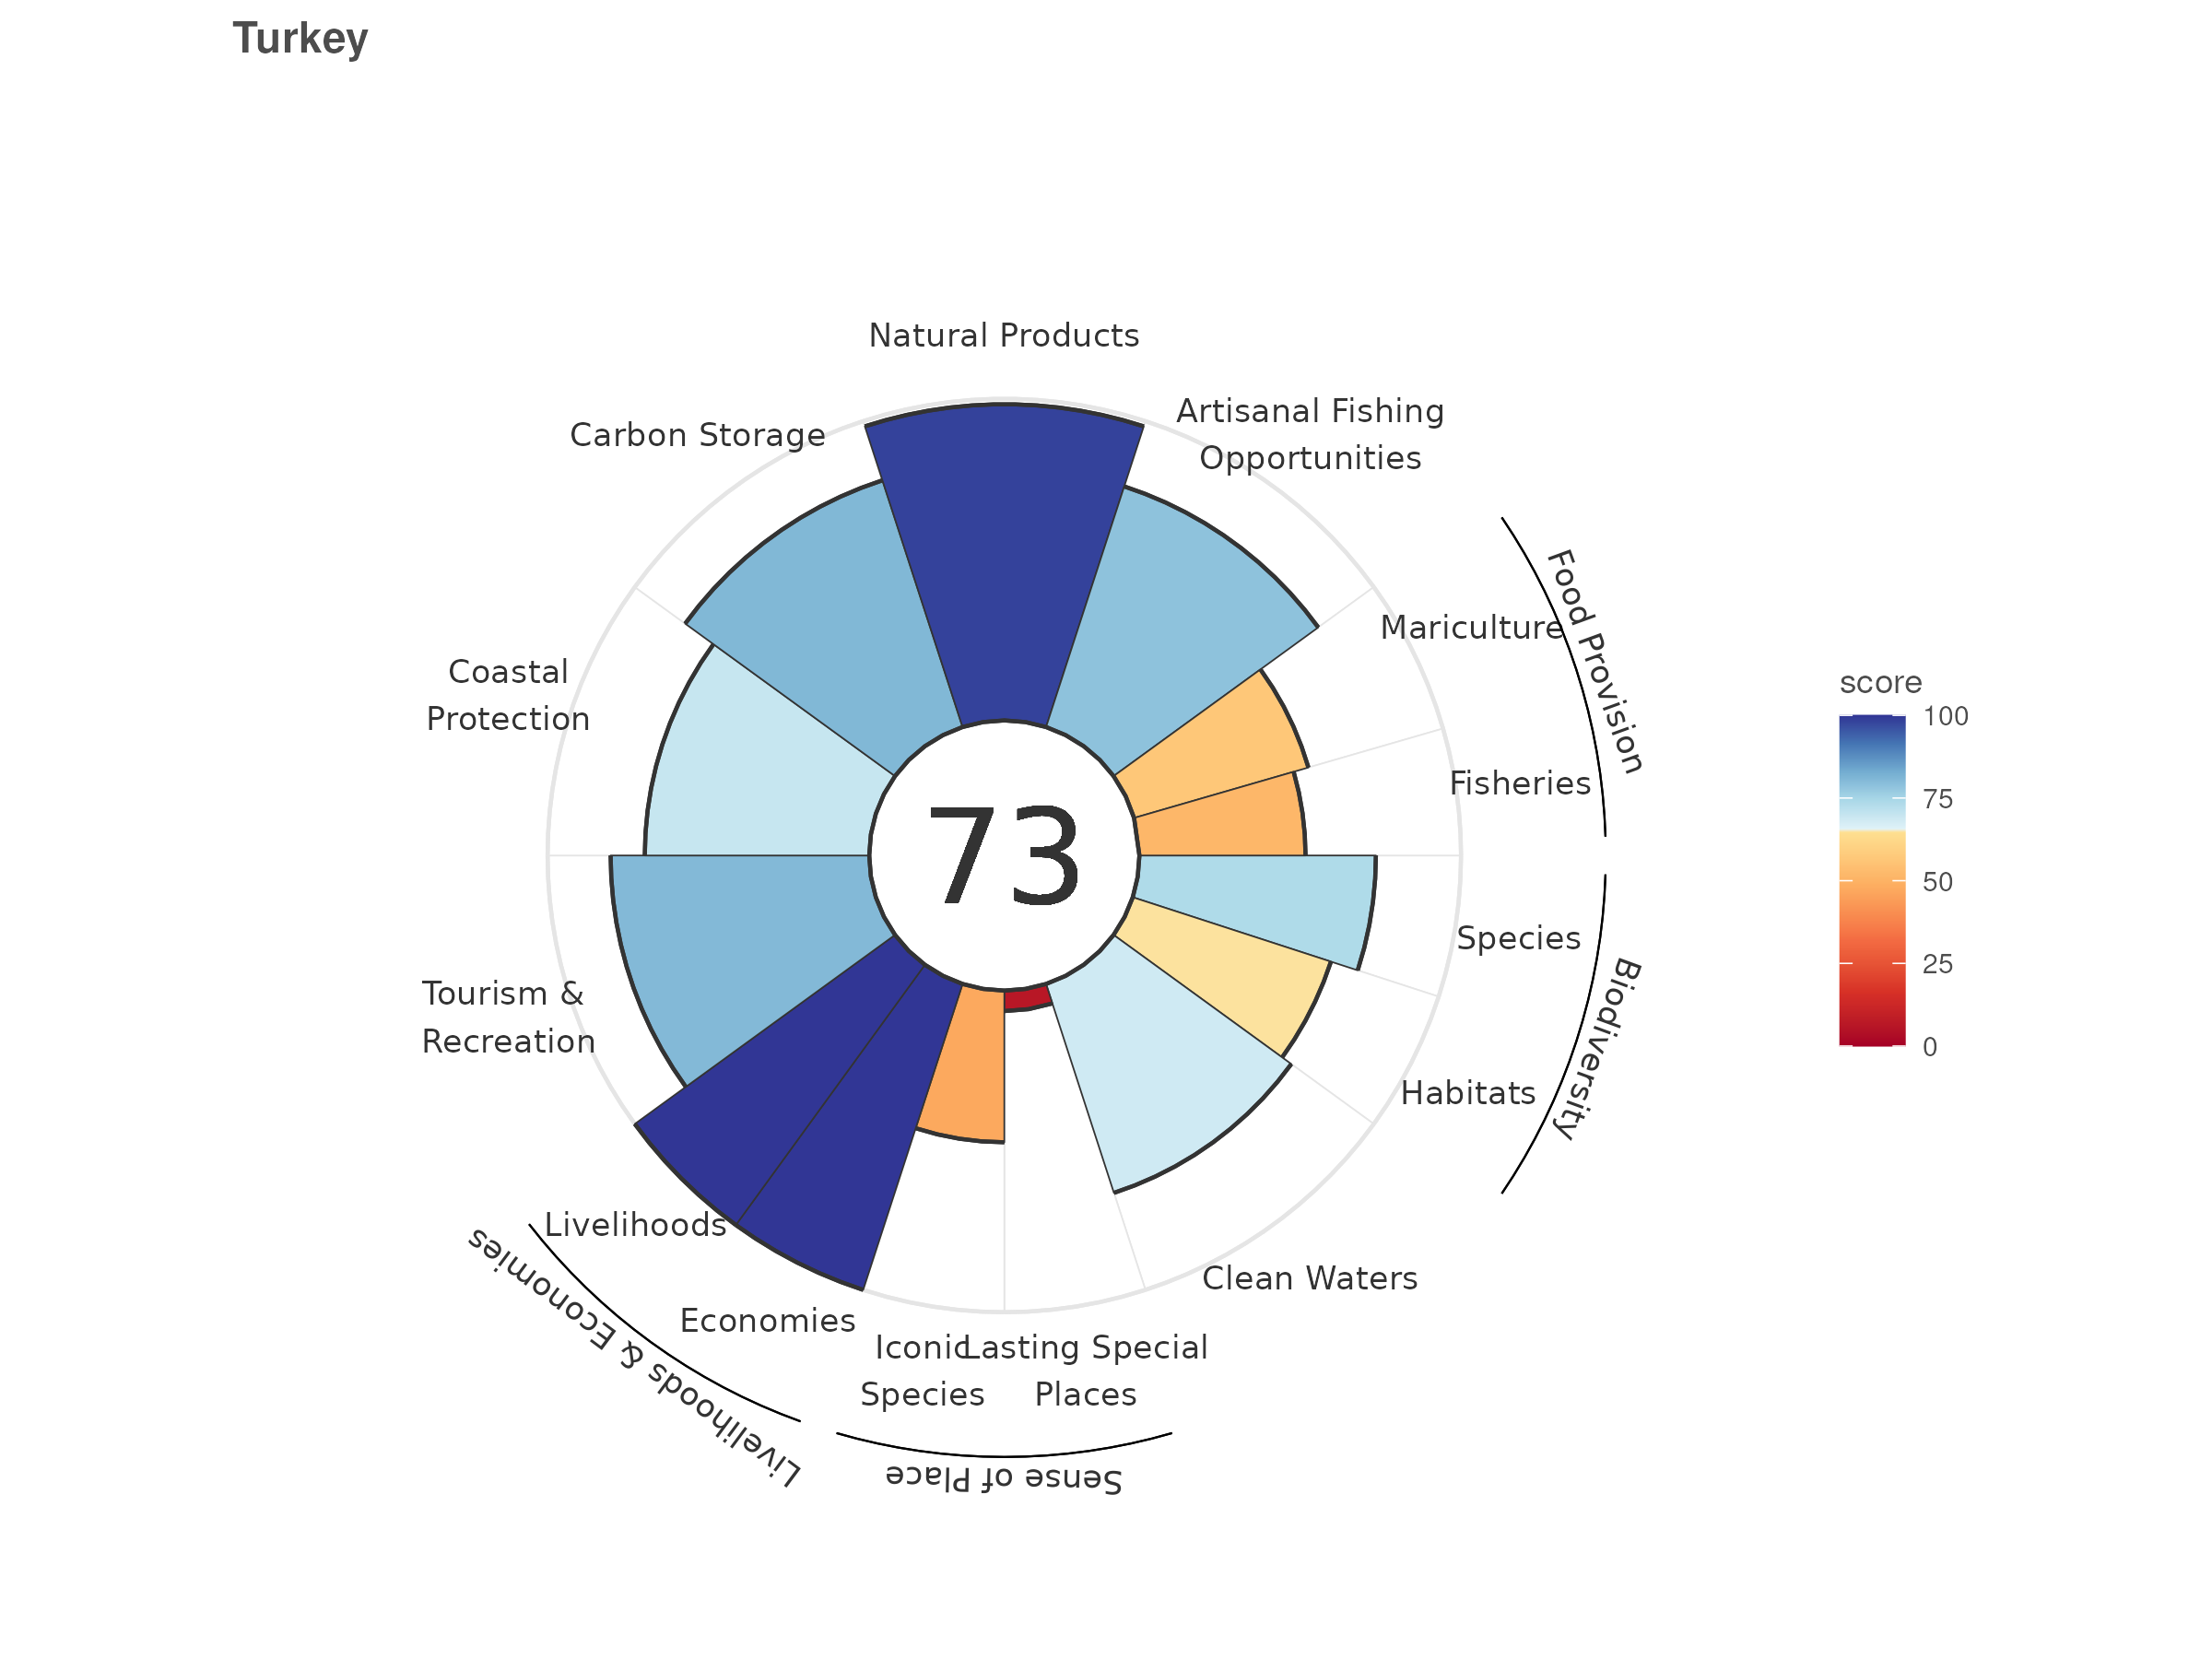 Turkey
Natural Products
Artisanal Fishing
Opportunities
Carbon Storage
Mariculture
Food Provision
Fisheries
Coastal
Protection
score
100
75
50
25
0
73
Species
Biodiversity
Habitats
Tourism &
Recreation
Livelihoods
Livelihoods & Economies
Economies
Clean Waters
Iconic
Species
Lasting Special
Places
Sense of Place